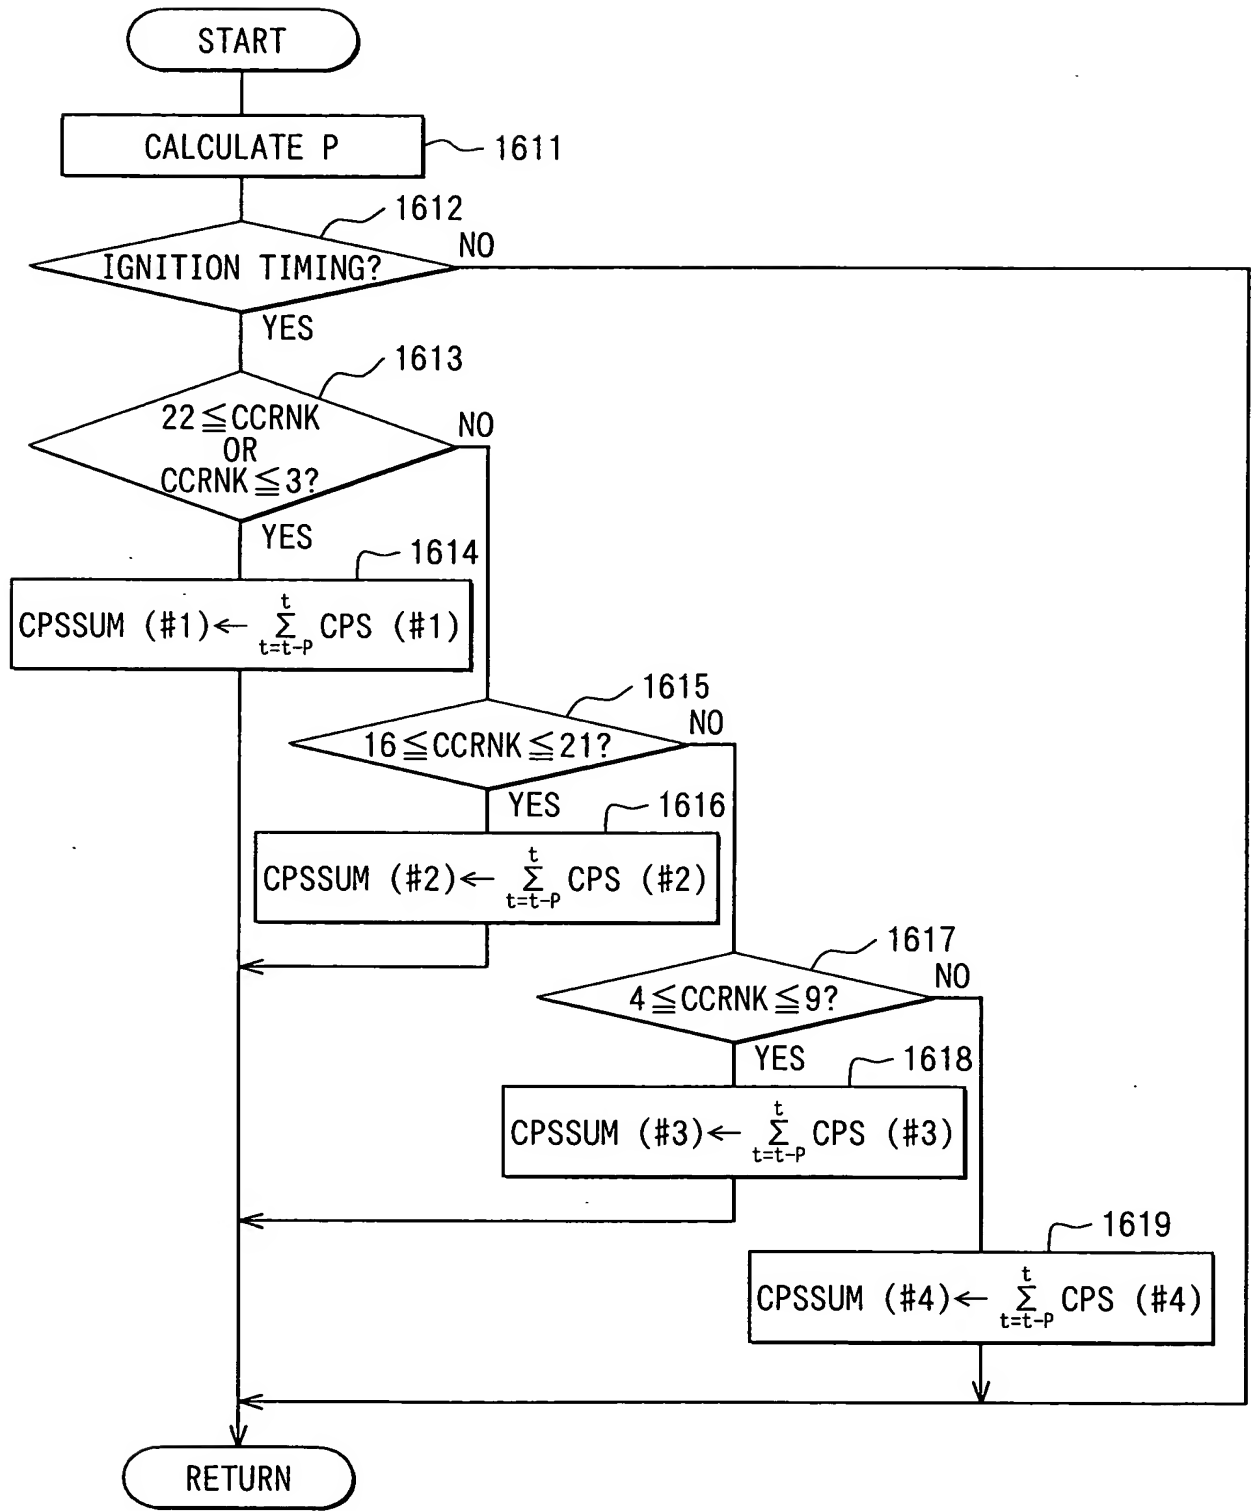 START
CALCULATE P
1611
1612
IGNITION TIMING?
NO
YES
1613
22≦CCRNK
OR
CCRNK≦3?
NO
YES
1614
CPSSUM (#1)← t Σ t=t-P CPS (#1)
1615
16≦CCRNK≦21?
NO
YES
1616
CPSSUM (#2)← t Σ t=t-P CPS (#2)
1617
4≦CCRNK≦9?
NO
YES
1618
CPSSUM (#3)← t Σ t=t-P CPS (#3)
1619
CPSSUM (#4)← t Σ t=t-P CPS (#4)
RETURN